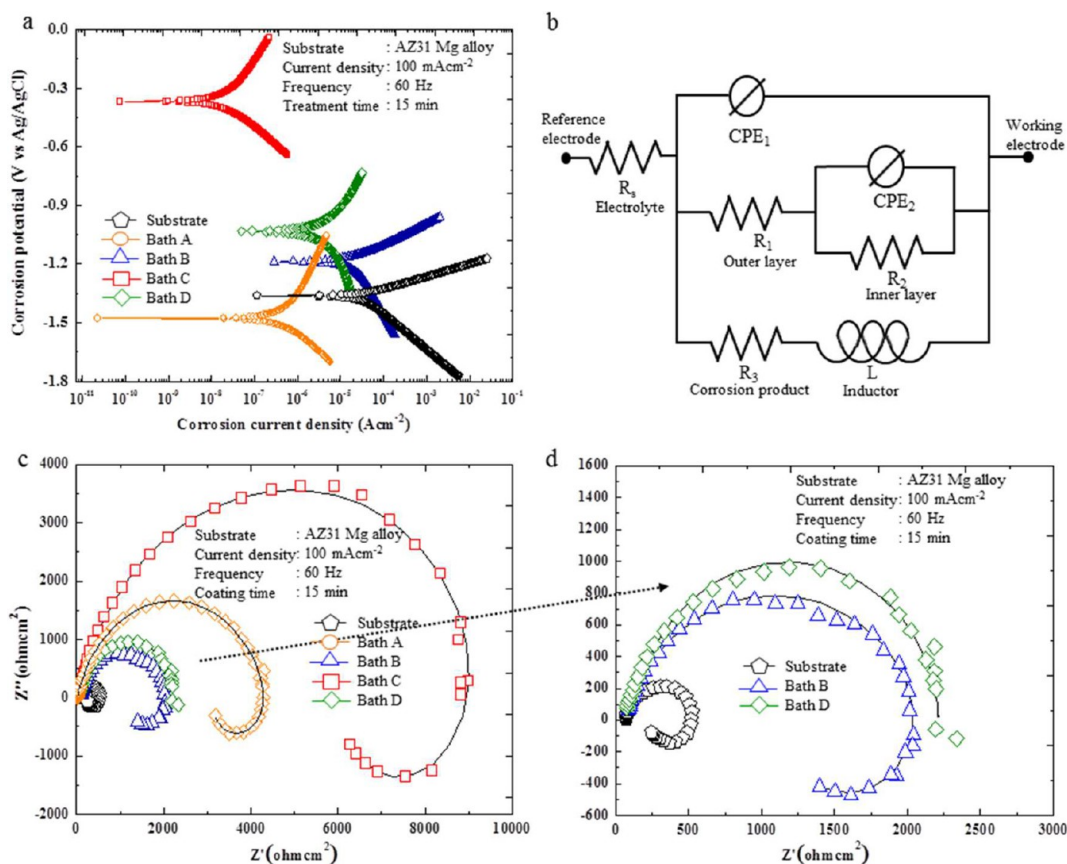 a
Corrosion potential (V vs Ag/AgCl)
0.0
-0.3
-0.6
-0.9
-1.2
-1.5
-1.8
Substrate : AZ31 Mg alloy
Current density : 100 mAcm⁻²
Frequency : 60 Hz
Treatment time : 15 min
Substrate
Bath A
Bath B
Bath C
Bath D
10⁻¹¹ 10⁻¹⁰ 10⁻⁹ 10⁻⁸ 10⁻⁷ 10⁻⁶ 10⁻⁵ 10⁻⁴ 10⁻³ 10⁻² 10⁻¹
Corrosion current density (Acm⁻²)
b
CPE₁
Reference
electrode
Working
electrode
Rₛ
Electrolyte
CPE₂
R₁
Outer layer
R₂
Inner layer
R₃
Corrosion product
L
Inductor
c
Z''(ohmcm²)
4000
3000
2000
1000
0
-1000
-2000
Substrate : AZ31 Mg alloy
Current density : 100 mAcm⁻²
Frequency : 60 Hz
Coating time : 15 min
Substrate
Bath A
Bath B
Bath C
Bath D
0 2000 4000 6000 8000 10000
Z'(ohmcm²)
d
1600
1400
1200
1000
800
600
400
200
0
-200
-400
-600
Substrate : AZ31 Mg alloy
Current density : 100 mAcm⁻²
Frequency : 60 Hz
Coating time : 15 min
Substrate
Bath B
Bath D
0 500 1000 1500 2000 2500 3000
Z'(ohmcm²)